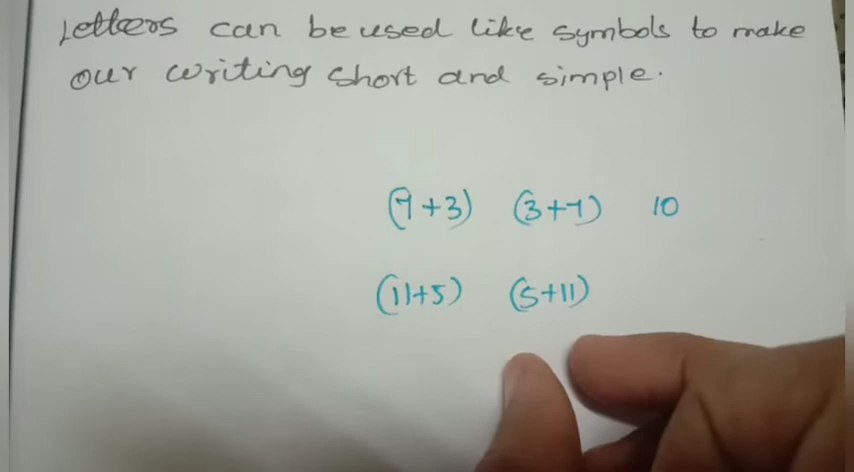 Letters can be used like symbols to make
our writing short and simple.
(7+3) (3+7) 10
(11+5) (5+11)